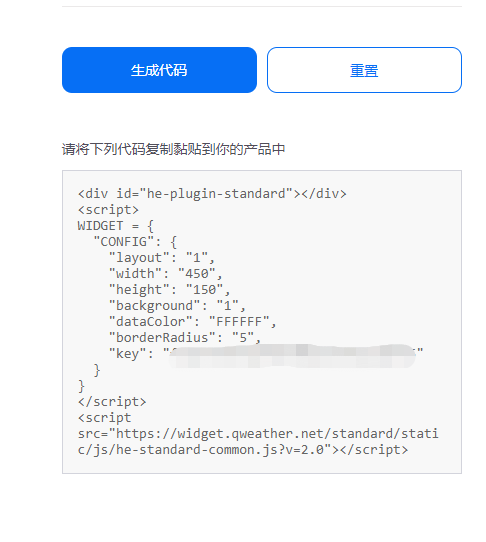 生成代码
重置
请将下列代码复制黏贴到你的产品中
<div id="he-plugin-standard"></div>
<script>
WIDGET = {
"CONFIG": {
"layout": "1",
"width": "450",
"height": "150",
"background": "1",
"dataColor": "FFFFFF",
"borderRadius": "5",
"key": "
}
}
</script>
<script
src="https://widget.qweather.net/standard/stati
c/js/he-standard-common.js?v=2.0"></script>